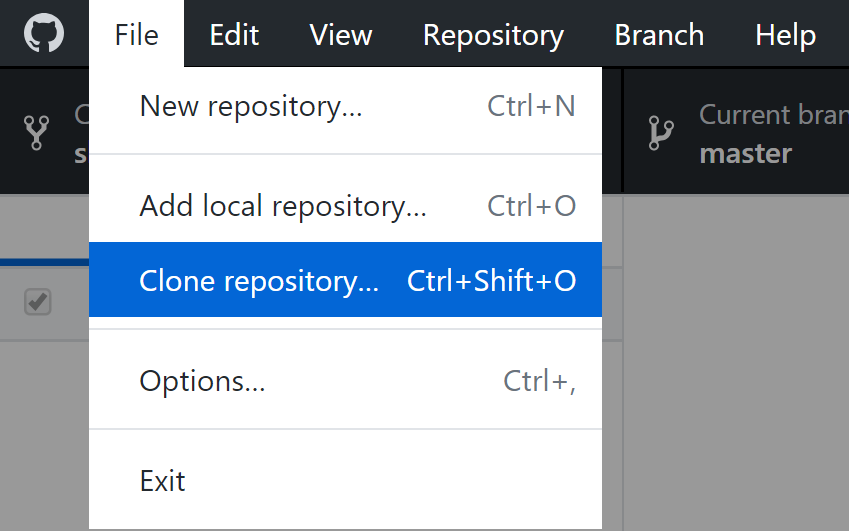 File Edit View Repository Branch Help
New repository... Ctrl+N
Current
master
Add local repository... Ctrl+O
Clone repository... Ctrl+Shift+O
Options... Ctrl+,
Exit